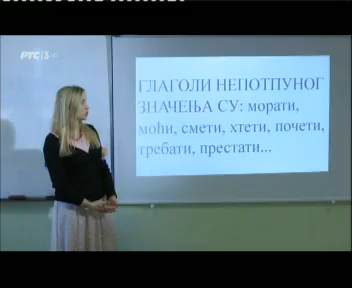 РТС 3
ГЛАГОЛИ НЕПОТПУНОГ
ЗНАЧЕЊА СУ: морати,
моћи, смети, хтети, почети,
требати, престати...